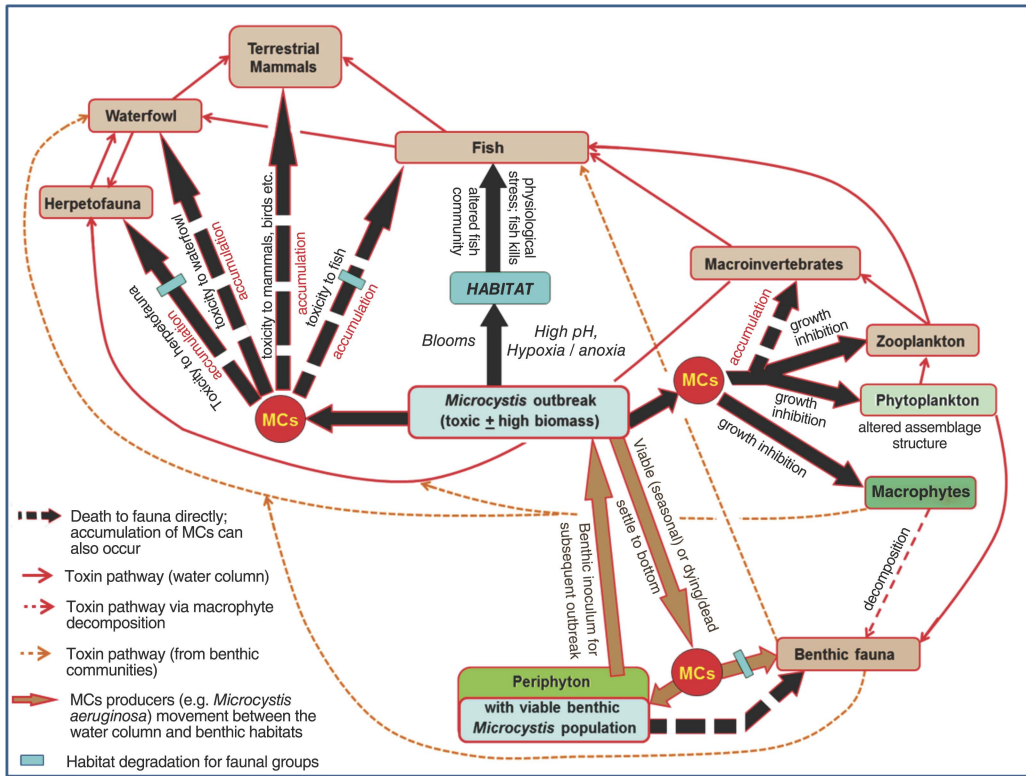 Terrestrial
Mammals
Waterfowl
Fish
Herpetofauna
Toxicity to herpetofauna
accumulation
toxicity to waterfowl
accumulation
toxicity to mammals, birds etc.
accumulation
toxicity to fish
accumulation
altered fish
community
physiological
stress; fish kills
HABITAT
Blooms
High pH,
Hypoxia / anoxia
Macroinvertebrates
accumulation
growth
inhibition
Zooplankton
MCs
growth
inhibition
Phytoplankton
altered assemblage
structure
growth inhibition
Macrophytes
MCs
Microcystis outbreak
(toxic ± high biomass)
Death to fauna directly;
accumulation of MCs can
also occur
Toxin pathway (water column)
Toxin pathway via macrophyte
decomposition
Toxin pathway (from benthic
communities)
MCs producers (e.g. Microcystis
aeruginosa) movement between the
water column and benthic habitats
Habitat degradation for faunal groups
Benthic inoculum for
subsequent outbreak
Viable (seasonal) or dying/dead
settle to bottom
decomposition
MCs
Benthic fauna
Periphyton
with viable benthic
Microcystis population